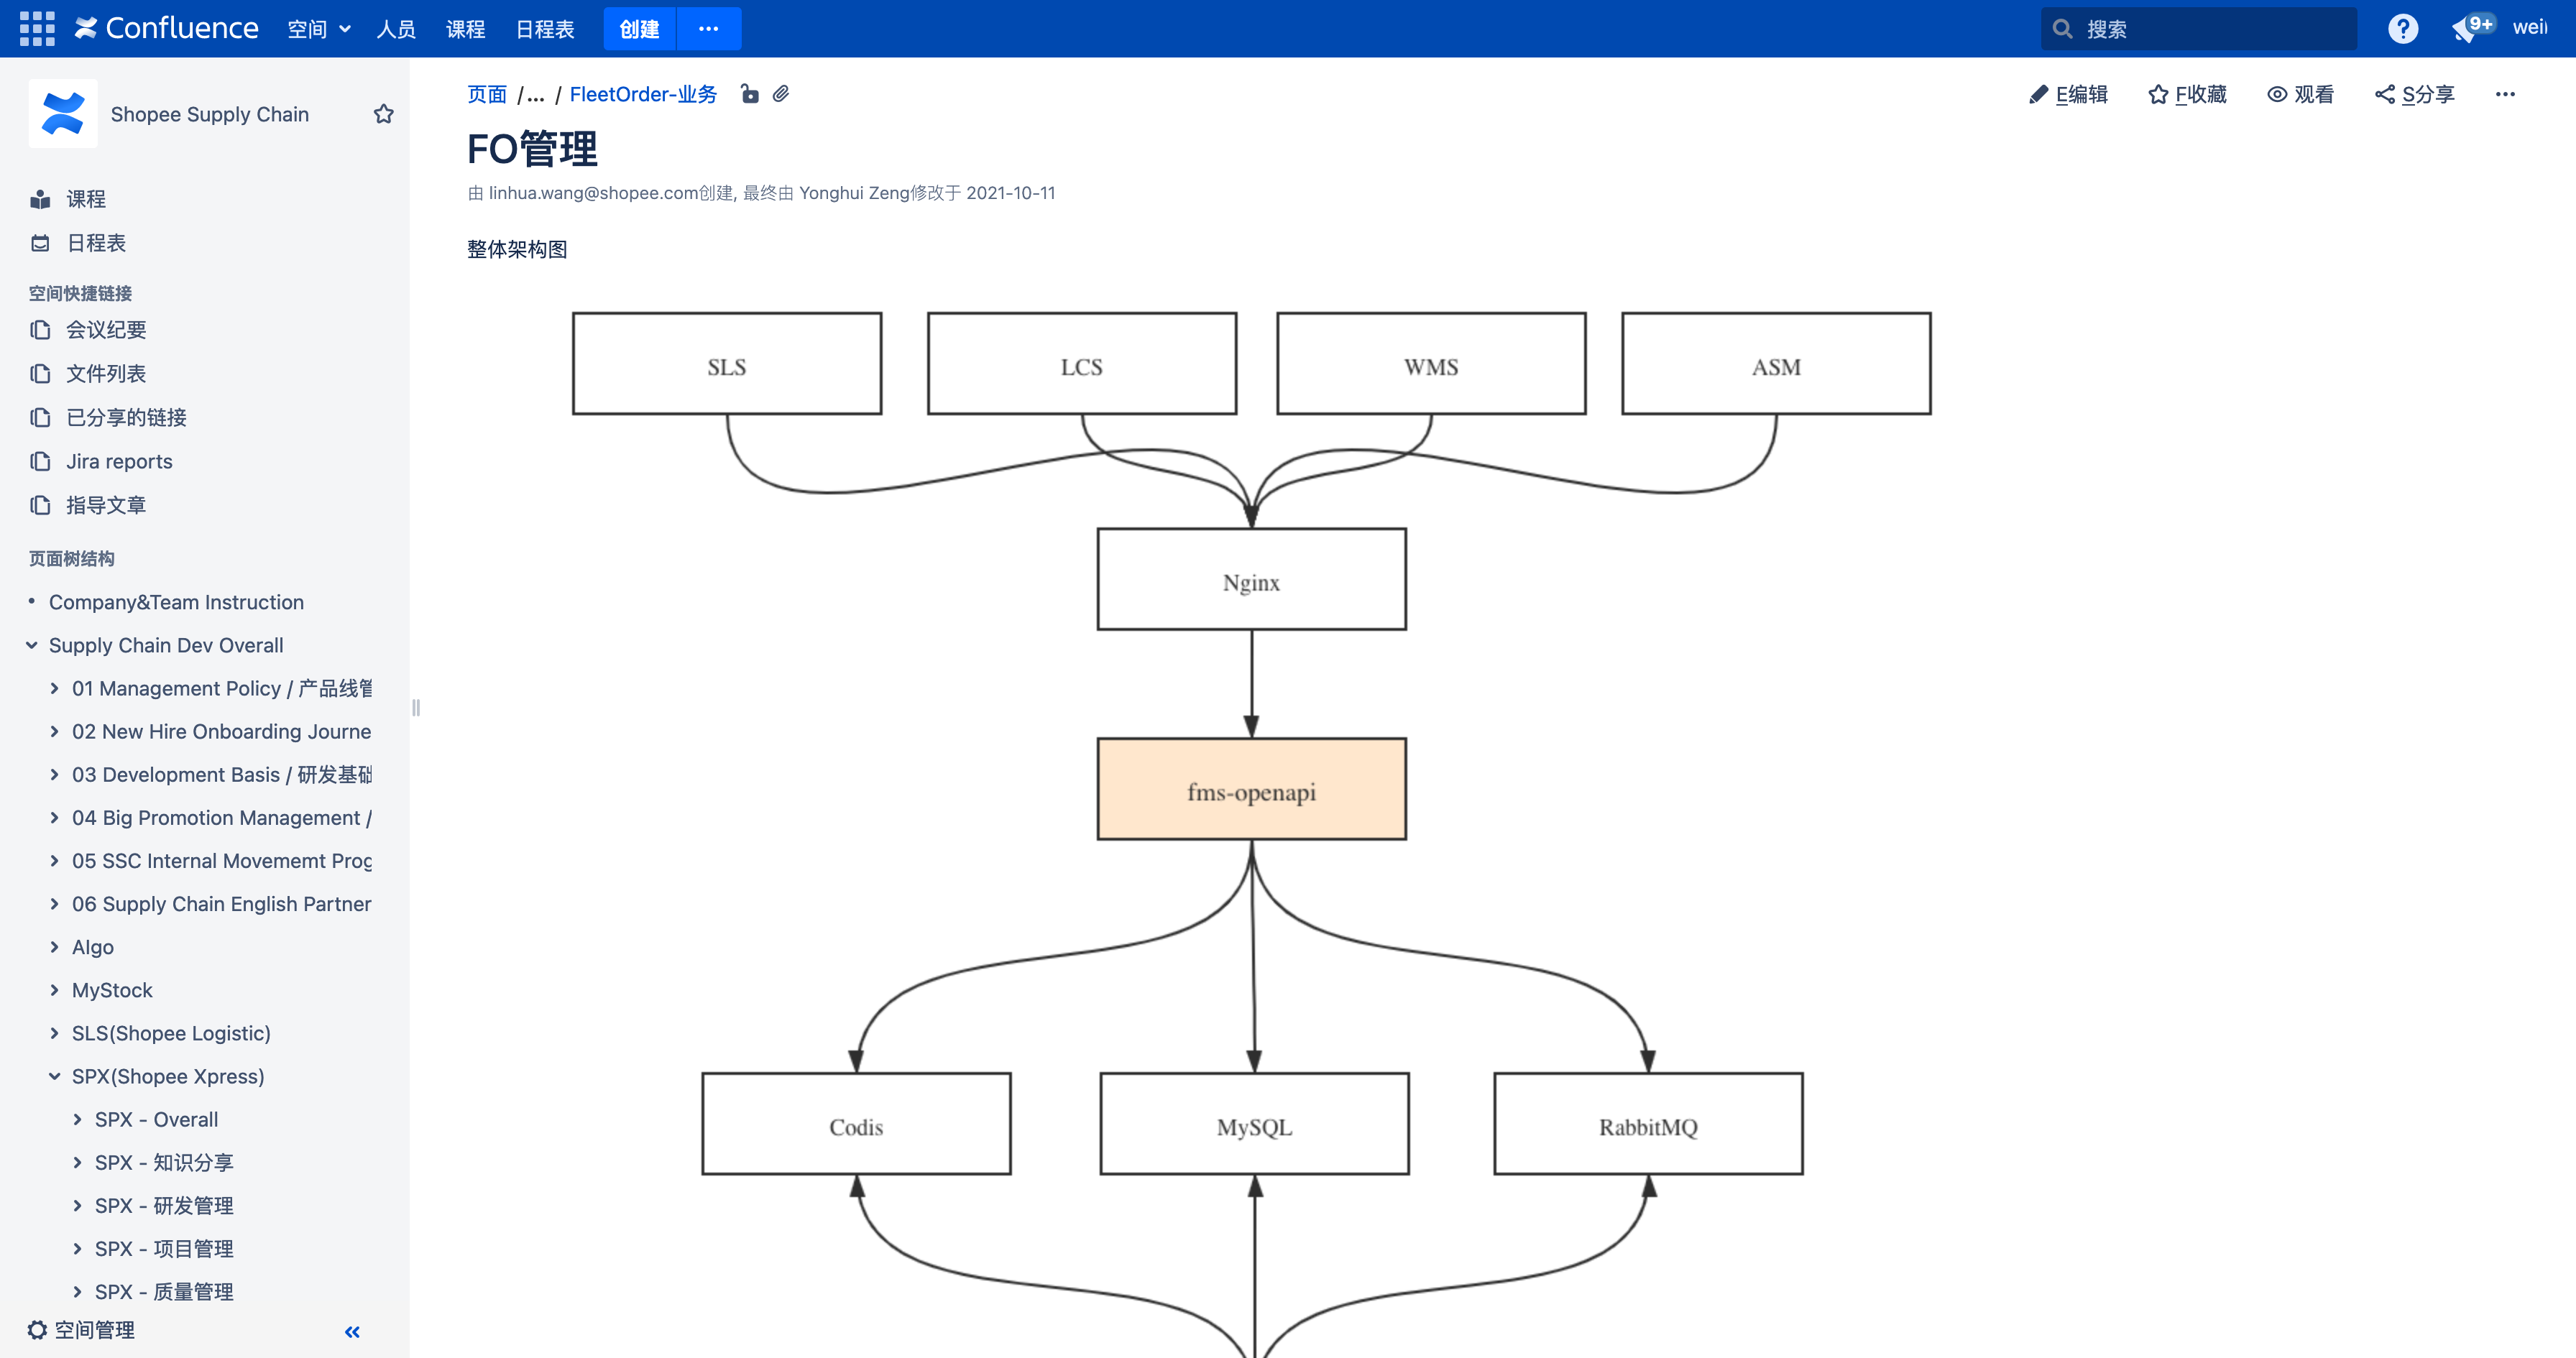 Confluence 空间 人员 课程 日程表 创建 ··· 搜索 ? 9+
Shopee Supply Chain
课程
日程表
空间快捷链接
会议纪要
文件列表
已分享的链接
Jira reports
指导文章
页面树结构
• Company&Team Instruction
Supply Chain Dev Overall
01 Management Policy / 产品线管
02 New Hire Onboarding Journe
03 Development Basis / 研发基础
04 Big Promotion Management /
05 SSC Internal Movememt Prog
06 Supply Chain English Partner
Algo
MyStock
SLS(Shopee Logistic)
SPX(Shopee Xpress)
SPX - Overall
SPX - 知识分享
SPX - 研发管理
SPX - 项目管理
SPX - 质量管理
空间管理 «
页面 /... / FleetOrder-业务
E编辑 F收藏 观看 S分享 ···
FO管理
由 linhua.wang@shopee.com创建, 最终由 Yonghui Zeng修改于 2021-10-11
整体架构图
SLS LCS WMS ASM
Nginx
fms-openapi
Codis MySQL RabbitMQ